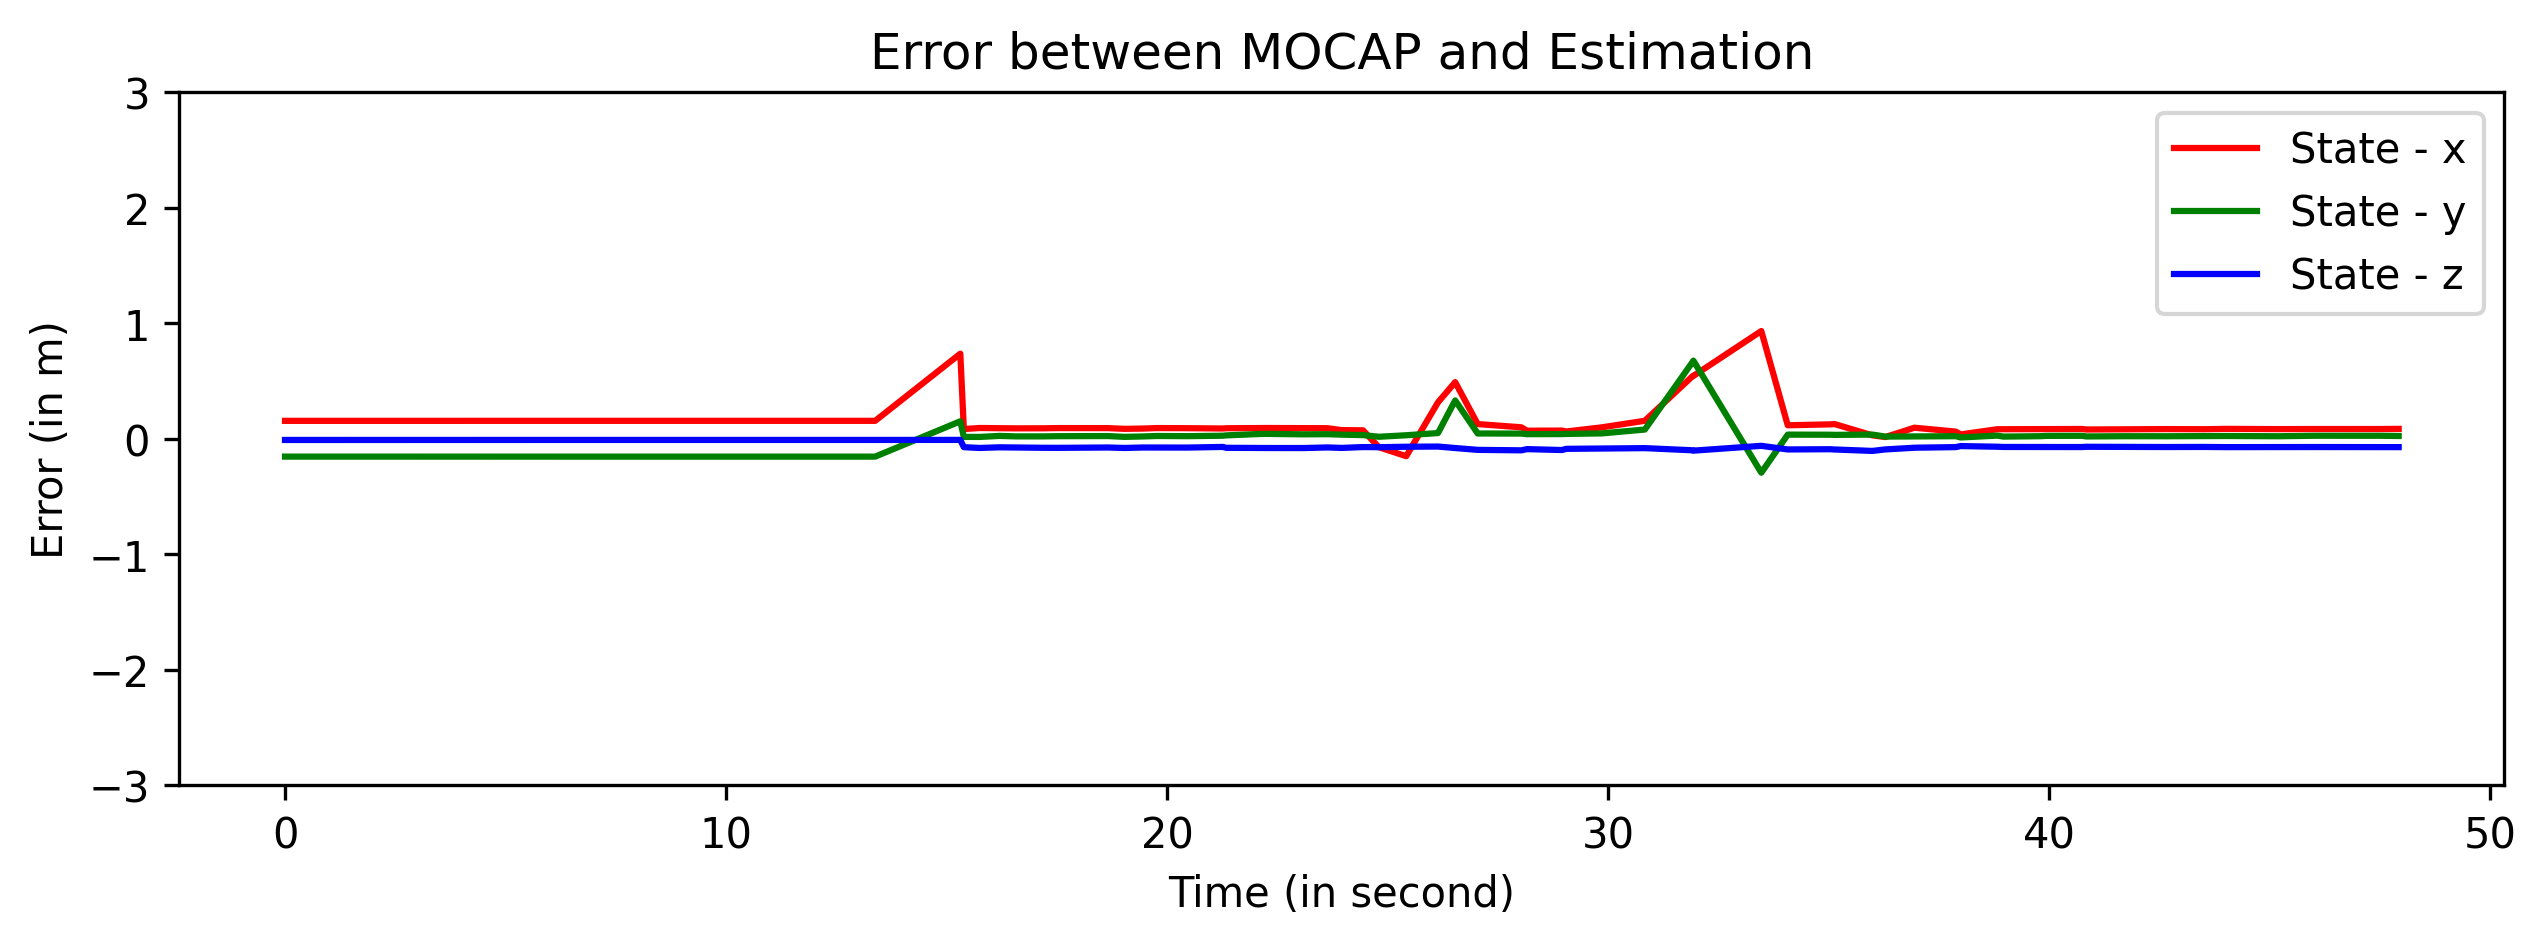 Error between MOCAP and Estimation
Error (in m)
3
2
1
0
−1
−2
−3
State - x
State - y
State - z
0 10 20 30 40 50
Time (in second)